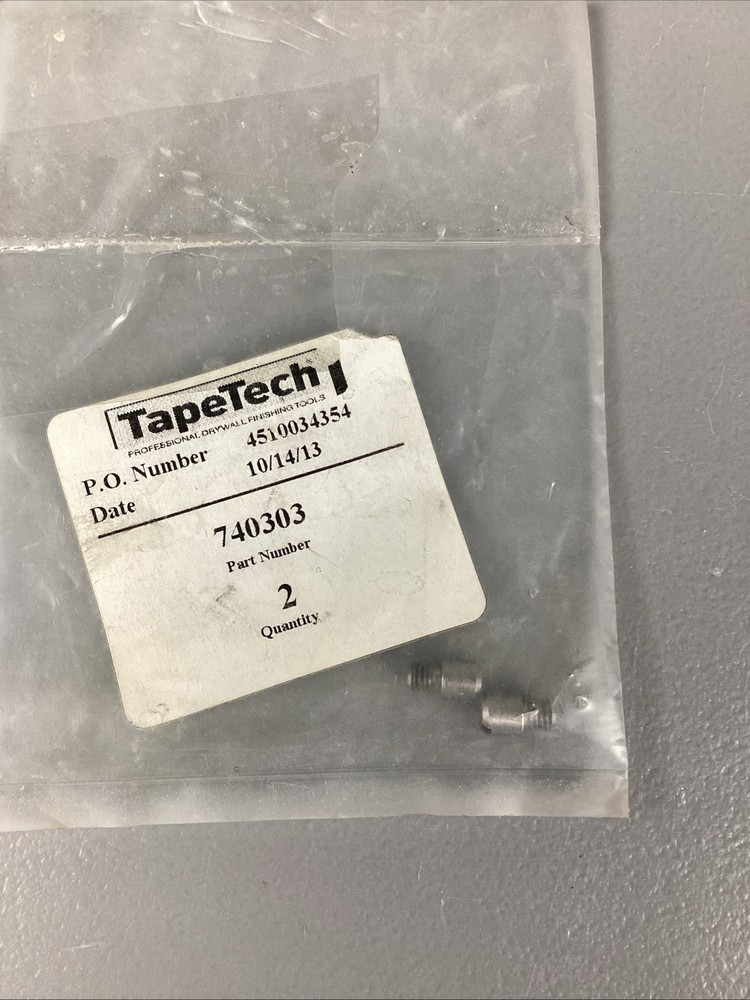 TapeTech
PROFESSIONAL DRYWALL FINISHING TOOLS
P.O. Number 4510034354
Date 10/14/13
740303
Part Number
2
Quantity